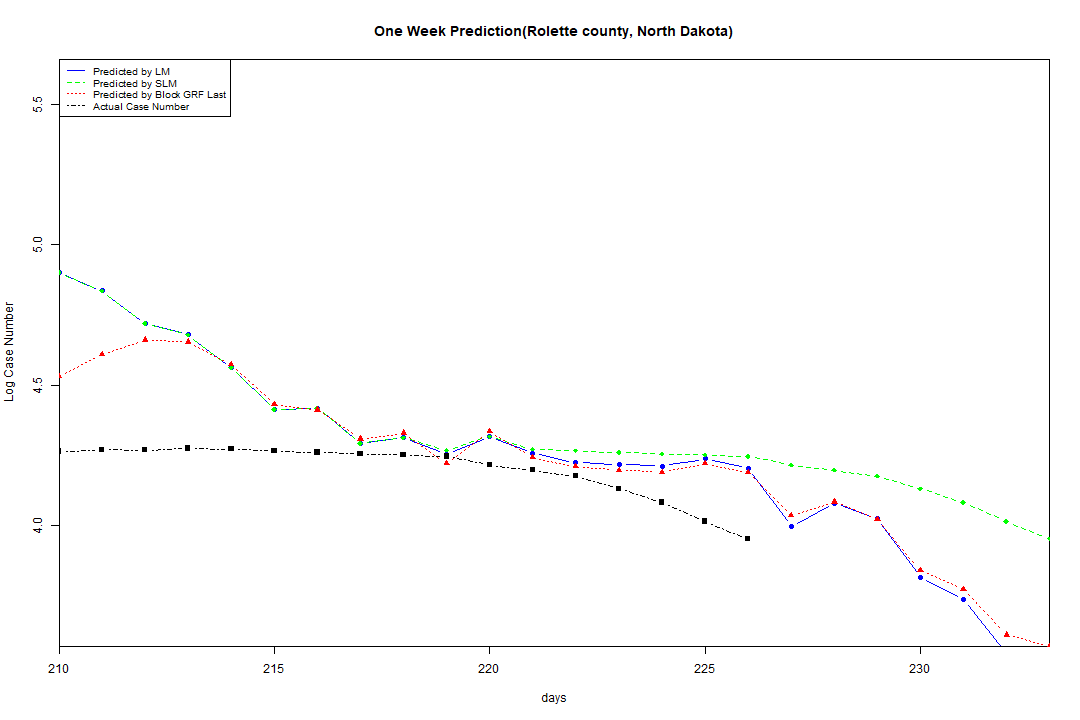 One Week Prediction(Rolette county, North Dakota)
Predicted by LM
Predicted by SLM
Predicted by Block GRF Last
Actual Case Number
5.5
5.0
4.5
4.0
Log Case Number
210 215 220 225 230
days